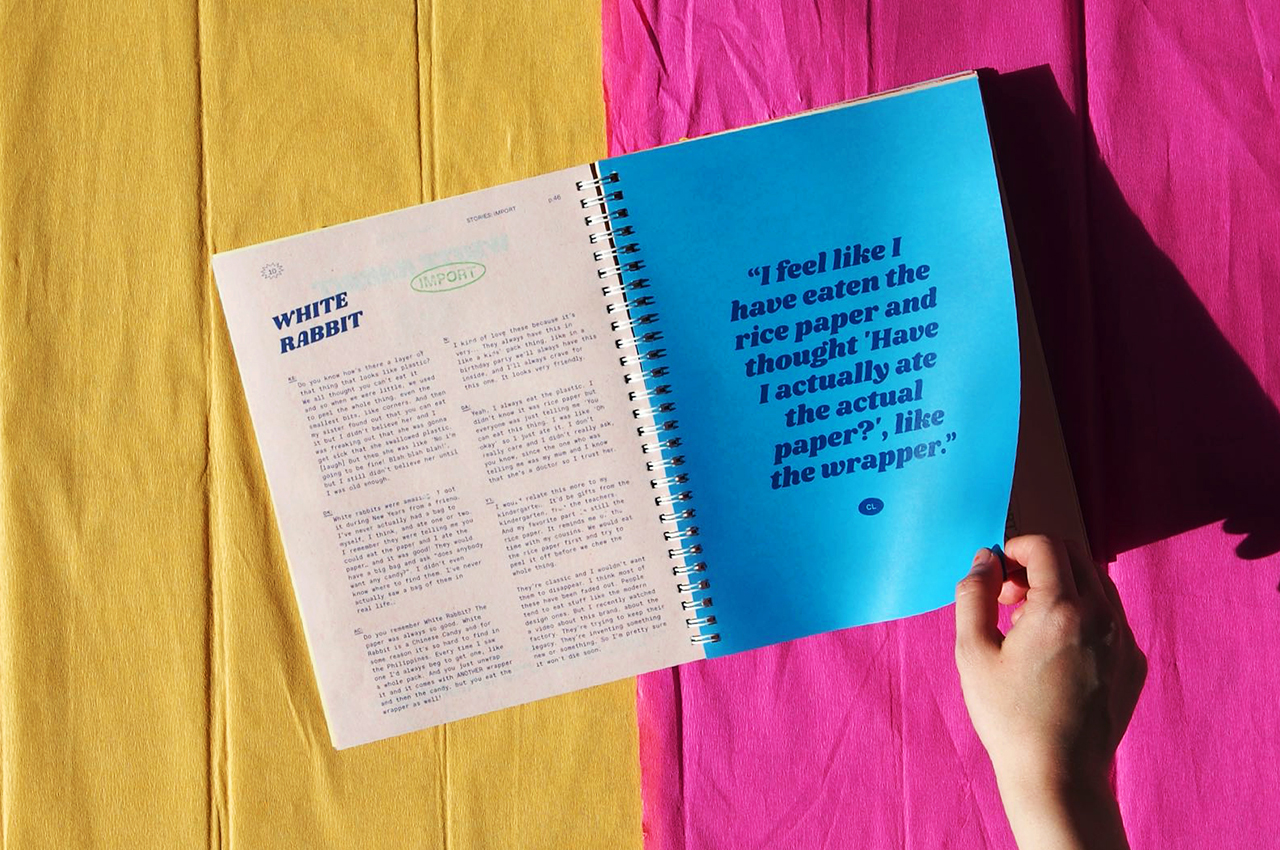 STORIES: IMPORT
p.46
10
IMPORT
WHITE
RABBIT
Do you know how's there a layer of
that thing that looks like plastic?
We all thought you can't eat it
and so when we were little, we used
to peel the whole thing, even the
smallest bits, like corners. And then
my sister found out that you can eat
it but I didn't believe her and I
was freaking out that she was gonna
get sick that she swallowed plastic.
[laugh] But then she was like 'No I'm
going to be fine! Blah blah blah!',
but I still didn't believe her until
I was old enough.
White rabbits were I got
it during New Years from a friend.
I've never actually had a bag to
myself, I think, and ate one or two.
I remember they were telling me you
could eat the paper and I ate the
paper… and it was good! They would
have a big bag and ask "does anybody
want any candy?". I didn't even
know where to find them. I've never
actually saw a bag of them in
real life…
Do you remember White Rabbit? The
paper was always so good. White
Rabbit is a Chinese Candy and for
some reason it's so hard to find in
the Philippines. Every time I saw
one I'd always beg to get one, like
a whole pack. And you just unwrap
it and it comes with ANOTHER wrapper
and then the candy, but you eat the
wrapper as well!
I kind of love these because it's
very… They always have this in
like a kids' pack thing, like in a
birthday party we'll always have this
inside, and I'll always crave for
this one. It looks very friendly.
Yeah, I always eat the plastic. I
didn't know it was rice paper but
everyone was just telling me 'You
can eat this thing'. I was like 'Oh
okay' so I just ate it. I don't
really care and I didn't really ask,
you know, since the one who was
telling me was my mum and I know
that she's a doctor so I trust her.
I would relate this more to my
kindergarten. It'd be gifts from the
kindergarten, from the teachers.
And my favorite part is still the
rice paper. It reminds me of the
time with my cousins. We would eat
the rice paper first and try to
peel it off before we chew the
whole thing.
They're classic and I wouldn't want
them to disappear. I think most of
these have been faded out. People
tend to eat stuff like the modern
design ones. But I recently watched
a video about this brand, about the
factory. They're trying to keep their
legacy. They're inventing something
new or something. So I'm pretty sure
it won't die soon.
“I feel like I
have eaten the
rice paper and
thought 'Have
I actually ate
the actual
paper?', like
the wrapper.”
CL